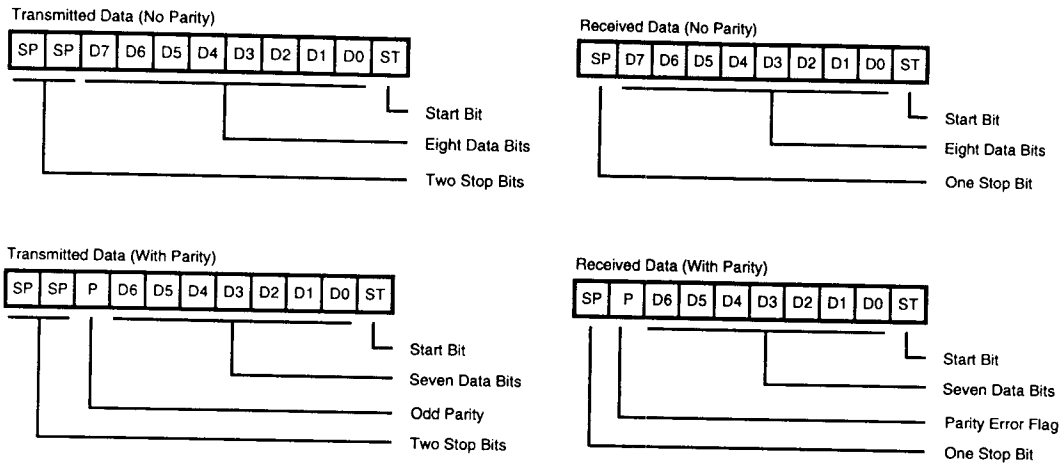 Transmitted Data (No Parity)
SP SP D7 D6 D5 D4 D3 D2 D1 D0 ST
Start Bit
Eight Data Bits
Two Stop Bits
Received Data (No Parity)
SP D7 D6 D5 D4 D3 D2 D1 D0 ST
Start Bit
Eight Data Bits
One Stop Bit
Transmitted Data (With Parity)
SP SP P D6 D5 D4 D3 D2 D1 D0 ST
Start Bit
Seven Data Bits
Odd Parity
Two Stop Bits
Received Data (With Parity)
SP P D6 D5 D4 D3 D2 D1 D0 ST
Start Bit
Seven Data Bits
Parity Error Flag
One Stop Bit